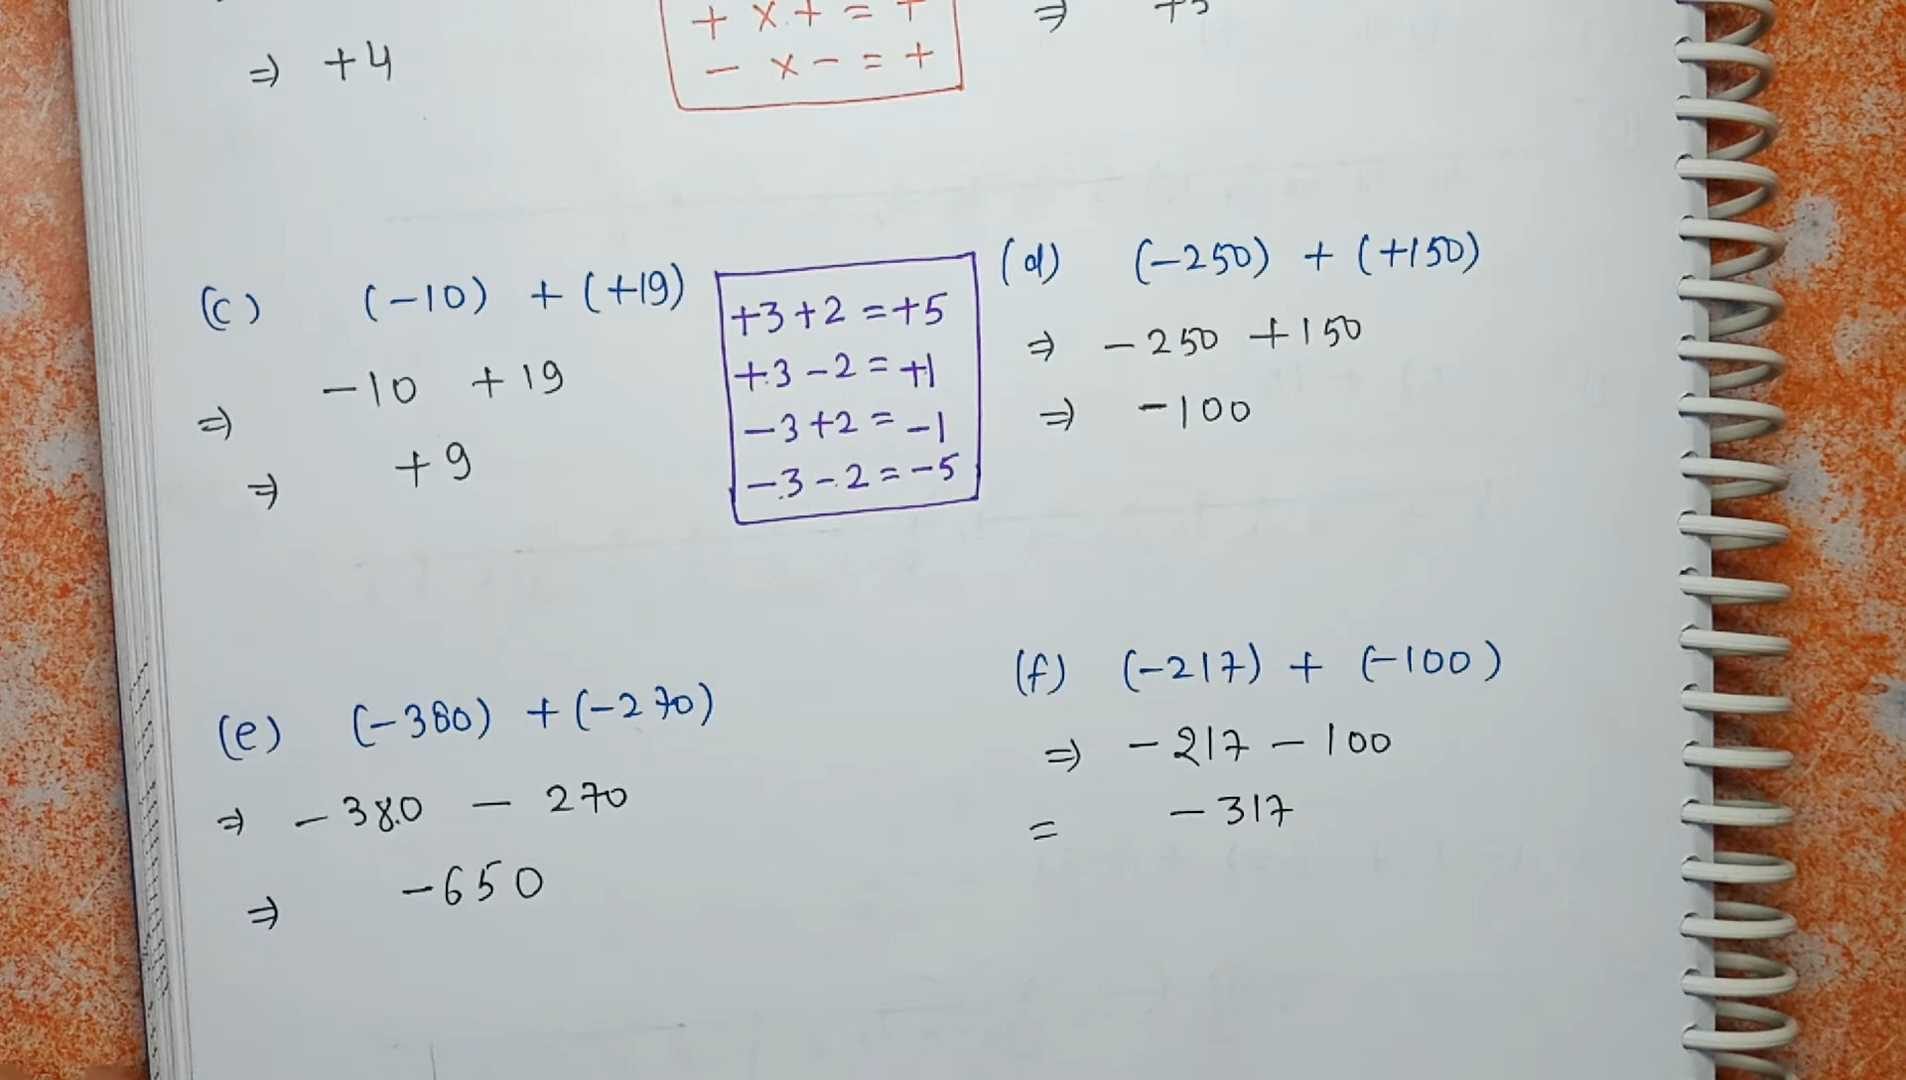 ⇒ +4
+ × + = +
− × − = +
⇒
(c) (-10) + (+19)
⇒ -10 +19
⇒ +9
+3+2=+5
+3-2=+1
-3+2=-1
-3-2=-5
(d) (-250) + (+150)
⇒ -250 +150
⇒ -100
(e) (-380) + (-270)
⇒ -380 - 270
⇒ -650
(f) (-217) + (-100)
⇒ -217 - 100
= -317